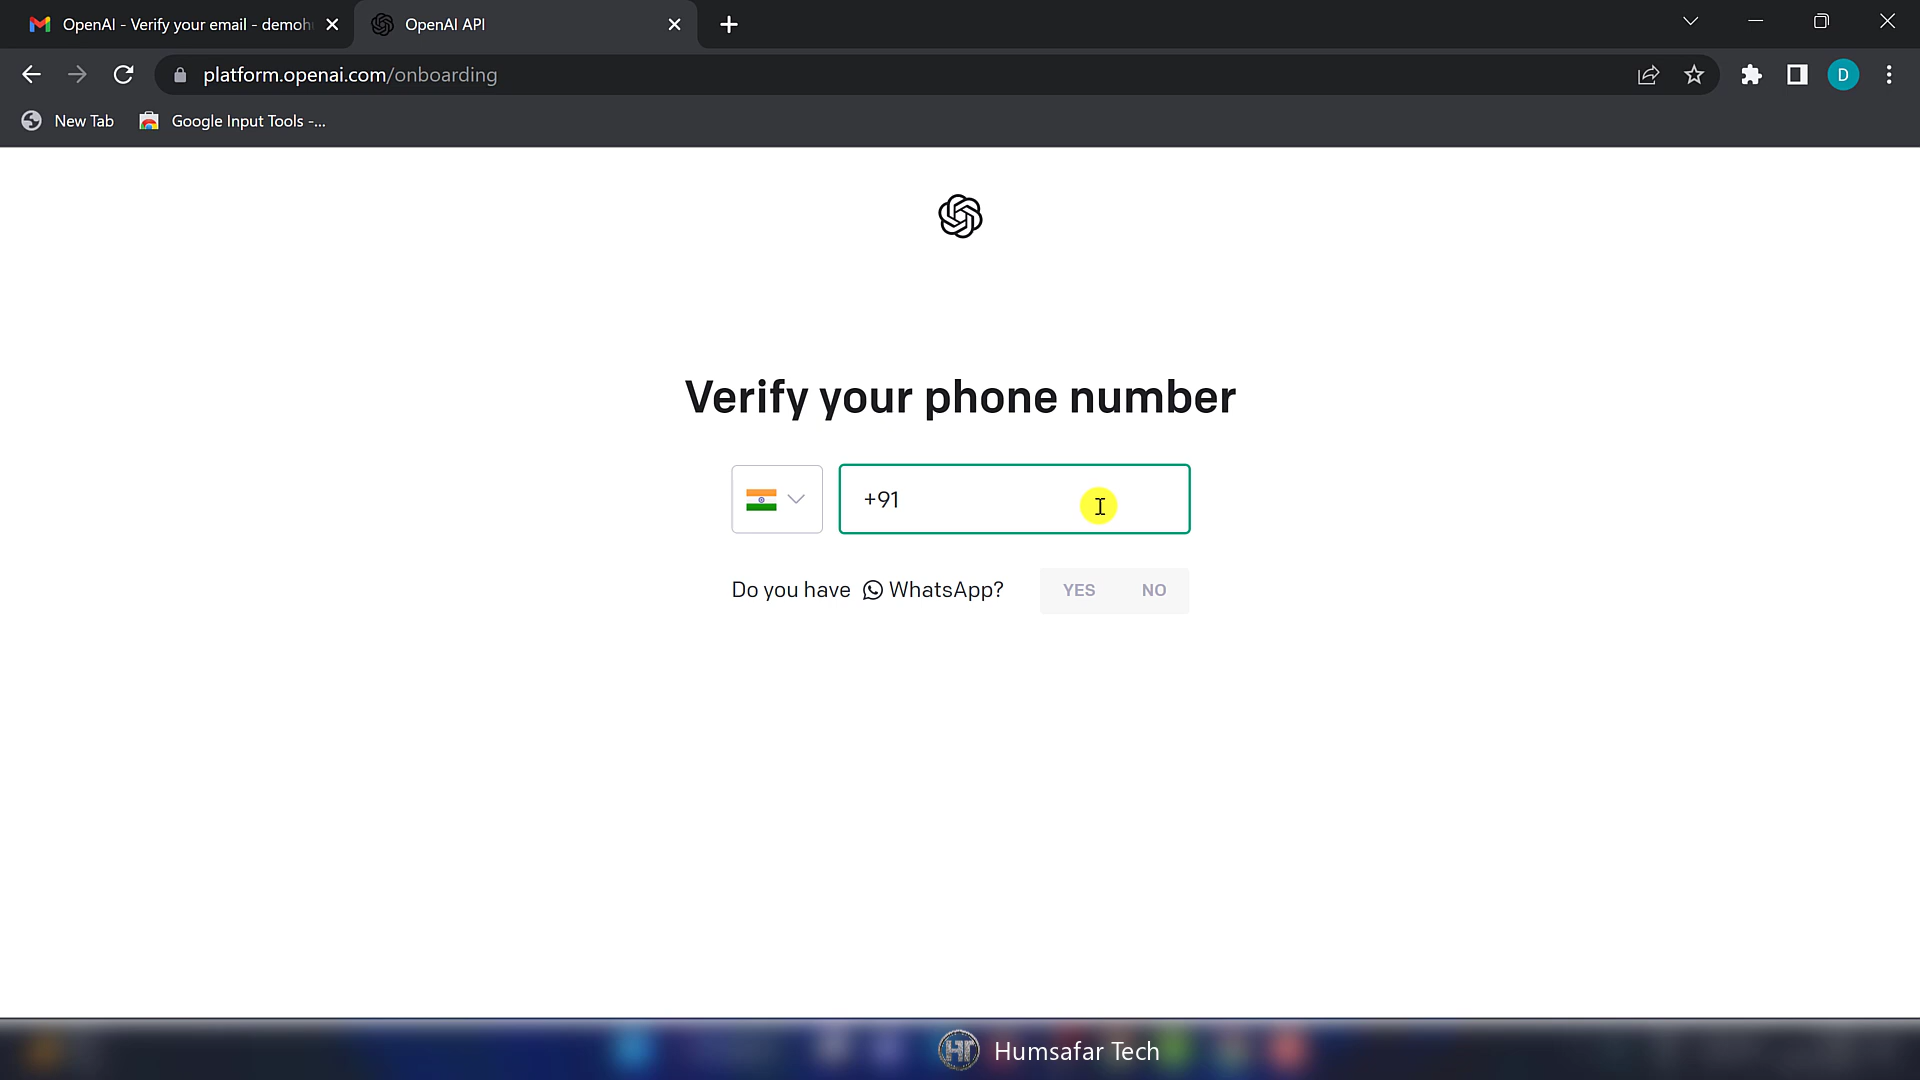 OpenAI - Verify your email - demoh
OpenAI API
platform.openai.com/onboarding
D
New Tab
Google Input Tools -...
Verify your phone number
+91
Do you have WhatsApp?
YES NO
HT Humsafar Tech